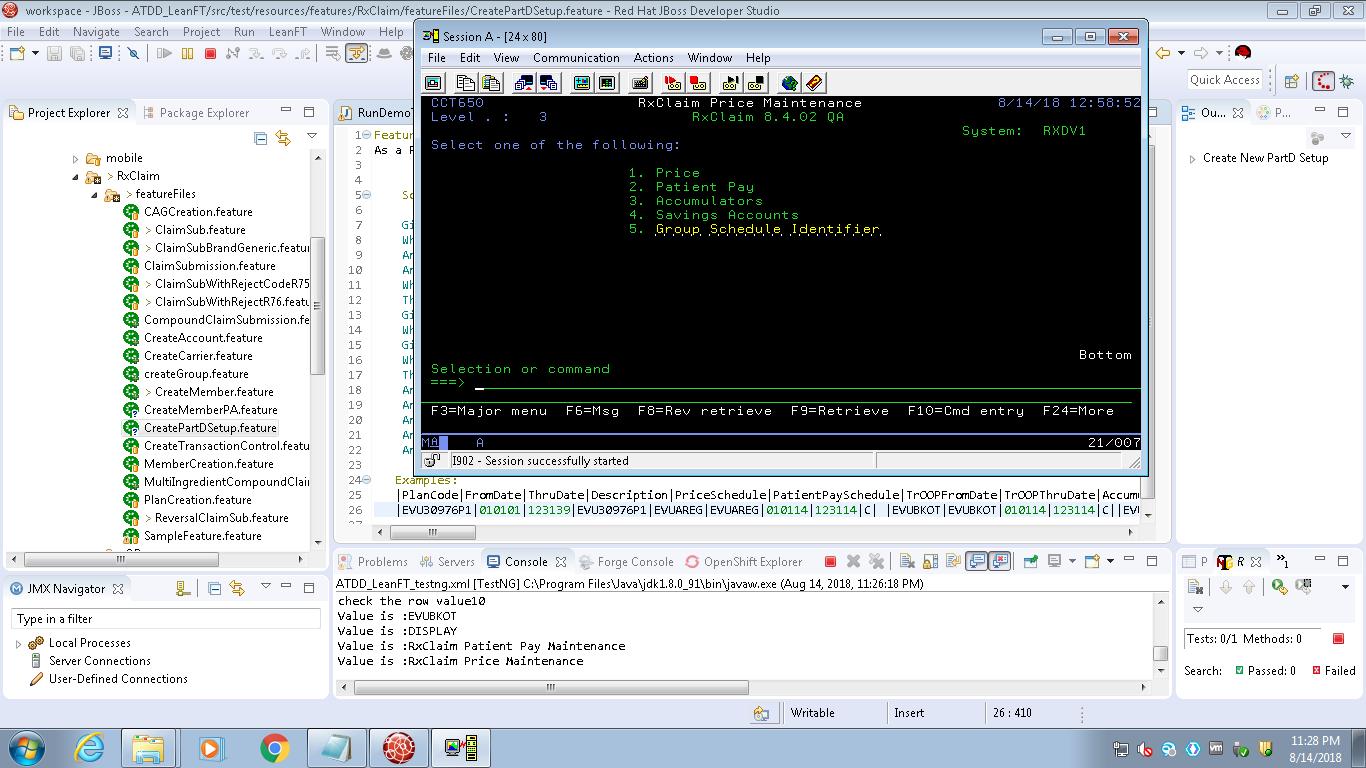 workspace - JBoss - ATDD_LeanFT/src/test/resources/features/RxClaim/featureFiles/CreatePartDSetup.feature - Red Hat JBoss Developer Studio
File Edit Navigate Search Project Run LeanFT Window Help
Quick Access
Project Explorer
Package Explorer
mobile
> RxClaim
> featureFiles
CAGCreation.feature
> ClaimSub.feature
> ClaimSubBrandGeneric.featur
ClaimSubmission.feature
> ClaimSubWithRejectCodeR75
> ClaimSubWithRejectR76.featu
CompoundClaimSubmission.fe
CreateAccount.feature
CreateCarrier.feature
createGroup.feature
> CreateMember.feature
CreateMemberPA.feature
CreatePartDSetup.feature
CreateTransactionControl.featu
MemberCreation.feature
MultiIngredientCompoundClai
PlanCreation.feature
> ReversalClaimSub.feature
SampleFeature.feature
JMX Navigator
Type in a filter
Local Processes
Server Connections
User-Defined Connections
RunDemoT
1 Featur
2 As a R
3
5 Sc
6
7 Gi
8 Wh
9 An
10 An
11 Wh
12 Th
13 Gi
14 Wh
15 Gi
16 Wh
17 Th
18 An
19 An
20 An
21 An
22 An
23
24 Examples:
25 |PlanCode|FromDate|ThruDate|Description|PriceSchedule|PatientPaySchedule|TrOOPFromDate|TrOOPThruDate|Accumu
26 |EVU30976P1|010101|123139|EVU30976P1|EVUAREG|EVUAREG|010114|123114|C| |EVUBKOT|EVUBKOT|010114|123114|C||EVU
27
Session A - [24 x 80]
File Edit View Communication Actions Window Help
CCT650 RxClaim Price Maintenance 8/14/18 12:58:52
Level . : 3 RxClaim 8.4.02 QA
System: RXDV1
Select one of the following:
1. Price
2. Patient Pay
3. Accumulators
4. Savings Accounts
5. Group Schedule Identifier
Bottom
Selection or command
===>
F3=Major menu F6=Msg F8=Rev retrieve F9=Retrieve F10=Cmd entry F24=More
MA A 21/007
I902 - Session successfully started
Ou...
P...
Create New PartD Setup
Problems Servers Console Forge Console OpenShift Explorer
ATDD_LeanFT_testng.xml [TestNG] C:\Program Files\Java\jdk1.8.0_91\bin\javaw.exe (Aug 14, 2018, 11:26:18 PM)
check the row value10
Value is :EVUBKOT
Value is :DISPLAY
Value is :RxClaim Patient Pay Maintenance
Value is :RxClaim Price Maintenance
P R »1
Tests: 0/1 Methods: 0
Search: Passed: 0 Failed
Writable Insert 26 : 410
11:28 PM
8/14/2018